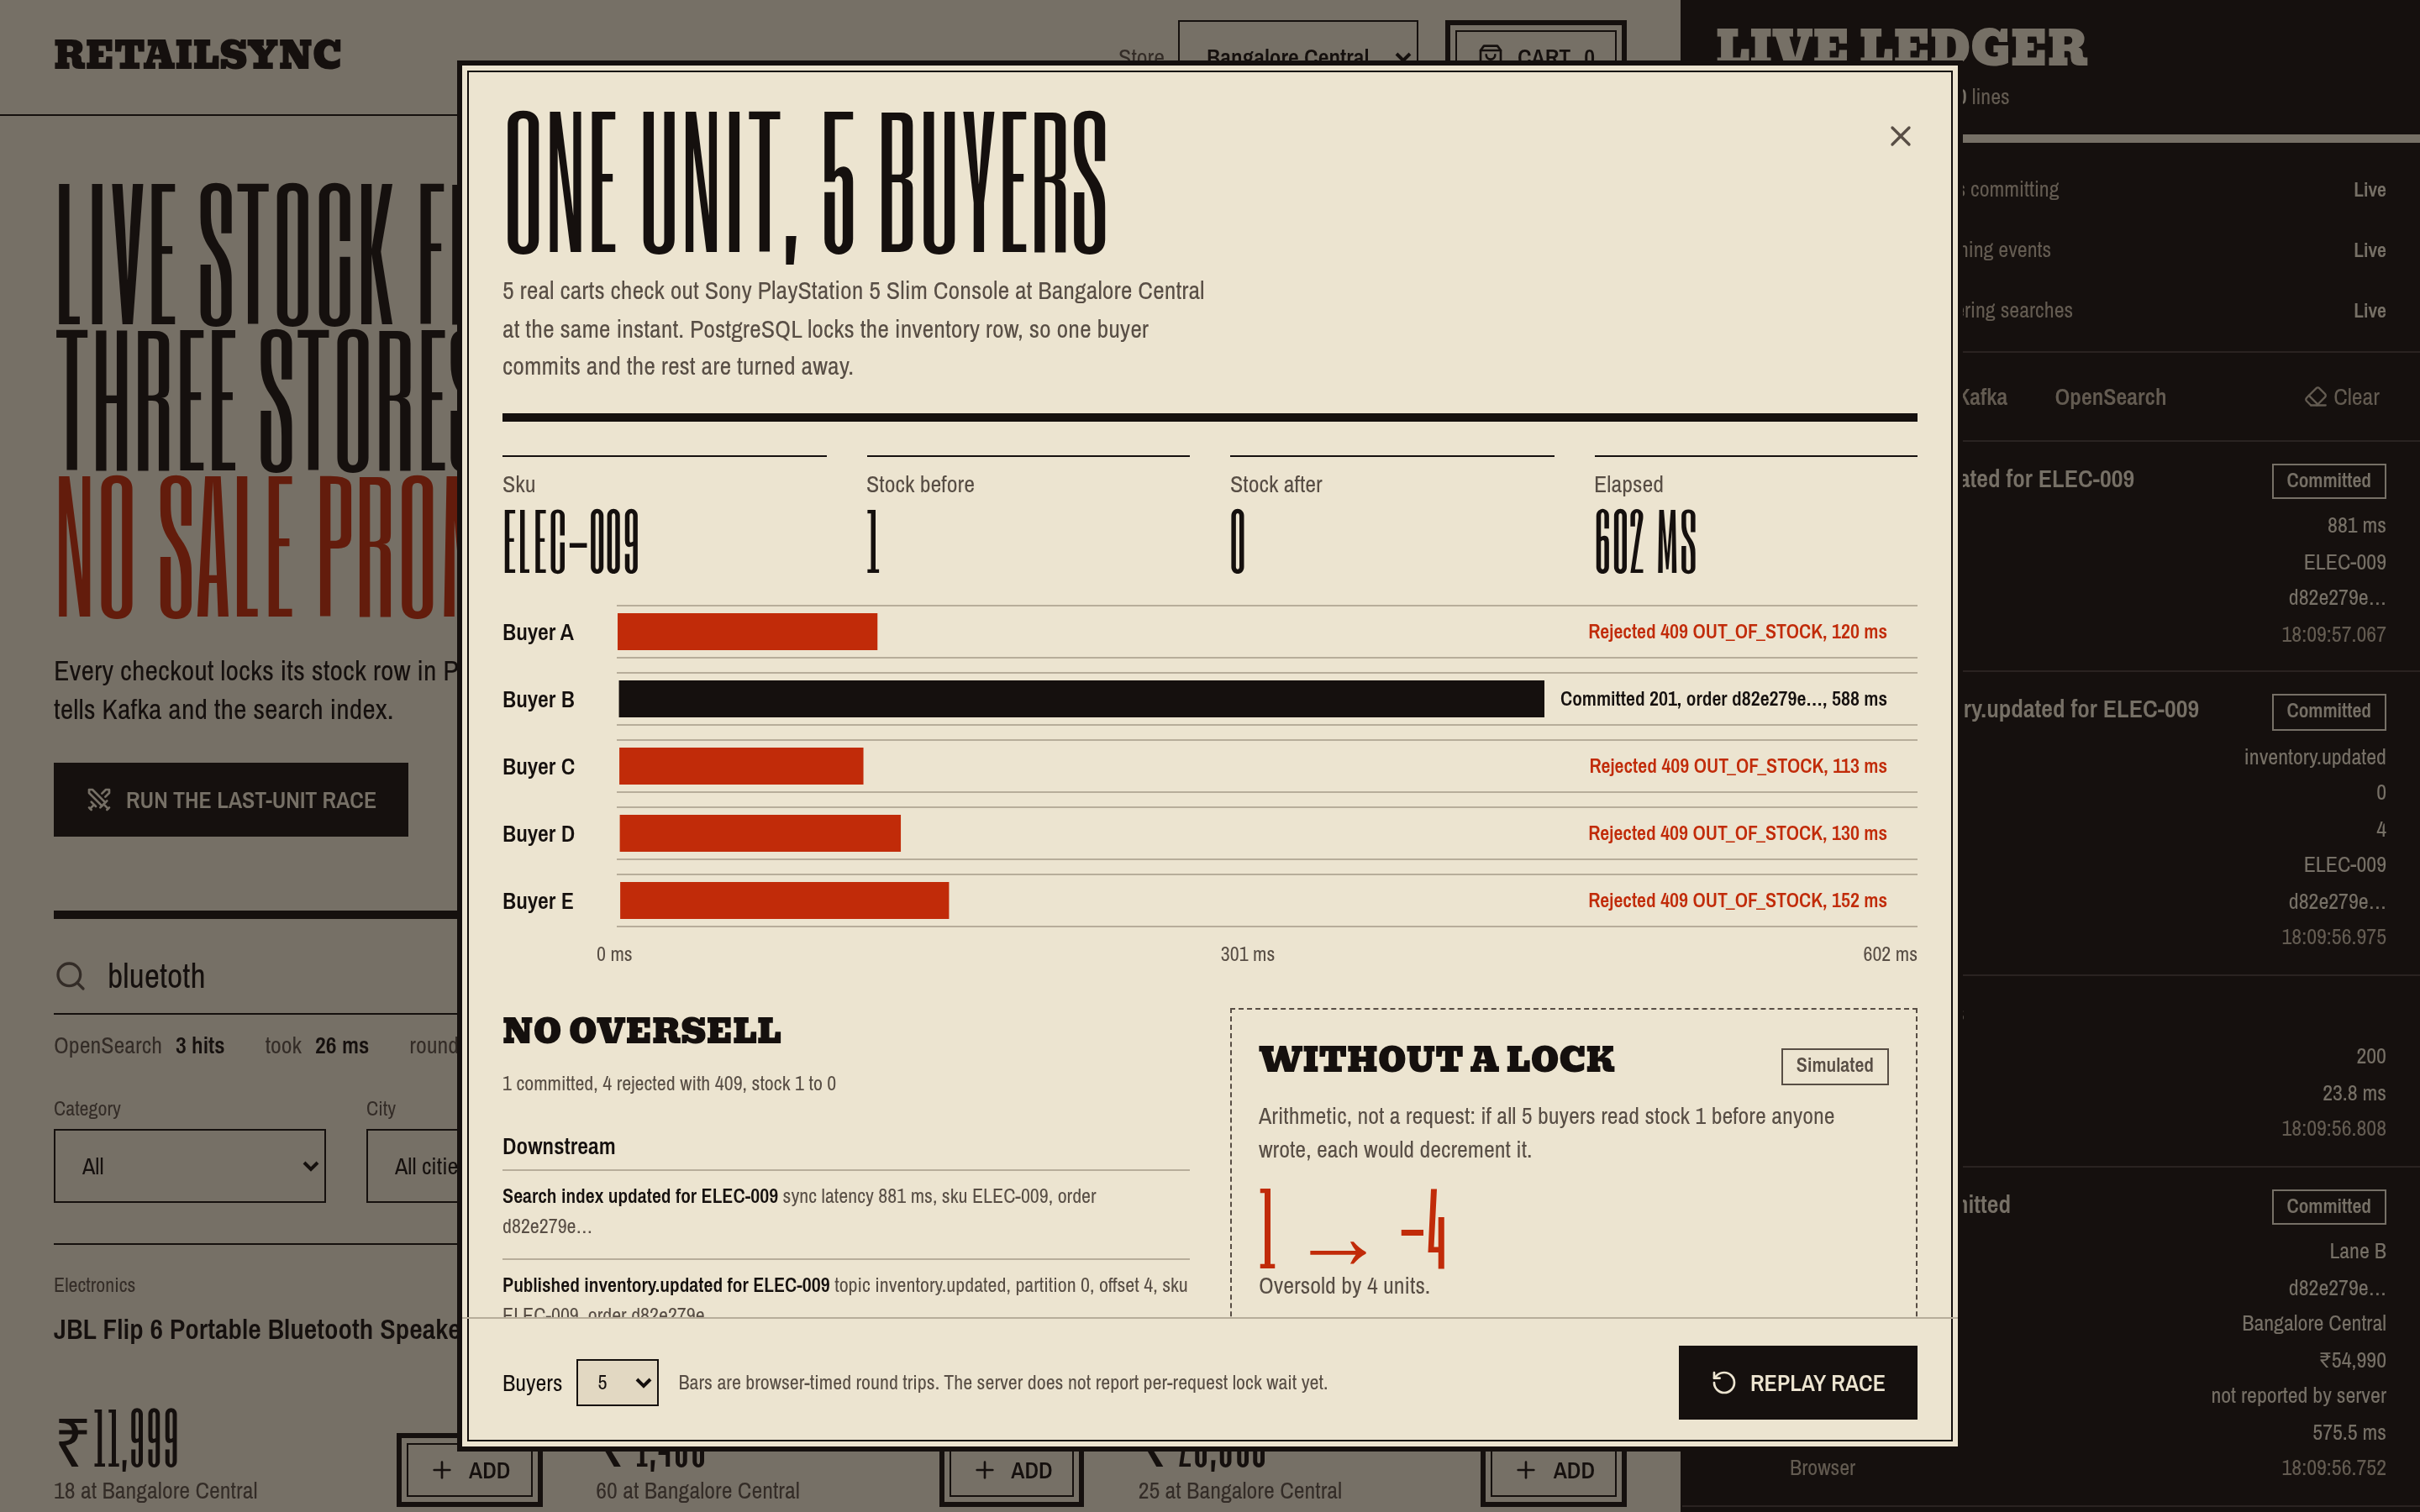 RETAILSYNC
Store
Bangalore Central
CART 0
LIVE LEDGER
lines
ONE UNIT, 5 BUYERS
5 real carts check out Sony PlayStation 5 Slim Console at Bangalore Central
at the same instant. PostgreSQL locks the inventory row, so one buyer
commits and the rest are turned away.
Sku
ELEC-009
Stock before
1
Stock after
0
Elapsed
602 MS
Buyer A
Rejected 409 OUT_OF_STOCK, 120 ms
Buyer B
Committed 201, order d82e279e…, 588 ms
Buyer C
Rejected 409 OUT_OF_STOCK, 113 ms
Buyer D
Rejected 409 OUT_OF_STOCK, 130 ms
Buyer E
Rejected 409 OUT_OF_STOCK, 152 ms
0 ms
301 ms
602 ms
NO OVERSELL
1 committed, 4 rejected with 409, stock 1 to 0
Downstream
Search index updated for ELEC-009 sync latency 881 ms, sku ELEC-009, order
d82e279e…
Published inventory.updated for ELEC-009 topic inventory.updated, partition 0, offset 4, sku
ELEC-009, order d82e279e
WITHOUT A LOCK
Simulated
Arithmetic, not a request: if all 5 buyers read stock 1 before anyone
wrote, each would decrement it.
1 → -4
Oversold by 4 units.
Buyers
5
Bars are browser-timed round trips. The server does not report per-request lock wait yet.
REPLAY RACE
LIVE STOCK
THREE STORES
NO SALE
Every checkout locks its stock row in
tells Kafka and the search index.
RUN THE LAST-UNIT RACE
bluetoth
OpenSearch 3 hits took 26 ms round
Category
All
City
All
Electronics
JBL Flip 6 Portable Bluetooth
₹11,999
18 at Bangalore Central
ADD
60 at Bangalore Central
ADD
25 at Bangalore Central
ADD
committing
Live
events
Live
searches
Live
Kafka
OpenSearch
Clear
for ELEC-009
Committed
881 ms
ELEC-009
d82e279e…
18:09:57.067
ry.updated for ELEC-009
Committed
inventory.updated
0
4
ELEC-009
d82e279e…
18:09:56.975
200
23.8 ms
18:09:56.808
Committed
Lane B
d82e279e…
Bangalore Central
₹54,990
not reported by server
575.5 ms
Browser
18:09:56.752